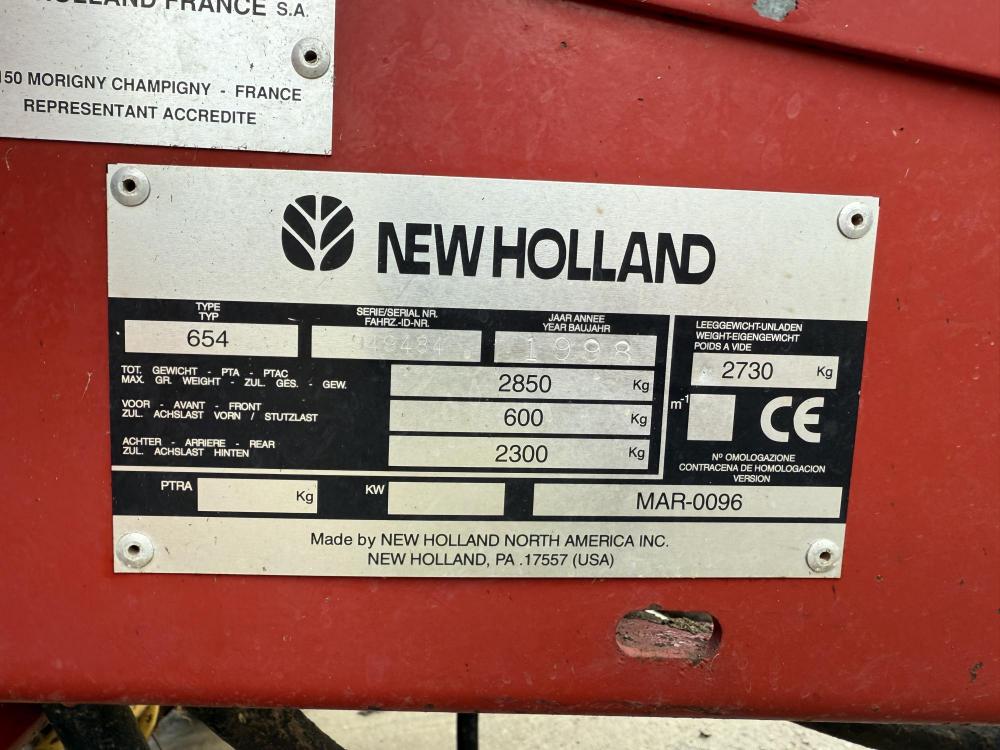 HOLLAND FRANCE S.A.
150 MORIGNY CHAMPIGNY - FRANCE
REPRESENTANT ACCREDITE
NEW HOLLAND
TYPE
TYP
654
SERIE/SERIAL NR.
FAHRZ.-ID-NR.
JAAR ANNEE
YEAR BAUJAHR
1998
LEEGGEWICHT-UNLADEN
WEIGHT-EIGENGEWICHT
POIDS A VIDE
2730 Kg
TOT. GEWICHT - PTA - PTAC
MAX. GR. WEIGHT - ZUL. GES. - GEW.
2850 Kg
VOOR - AVANT - FRONT
ZUL. ACHSLAST VORN / STUTZLAST
600 Kg
ACHTER - ARRIERE - REAR
ZUL. ACHSLAST HINTEN
2300 Kg
m-1
CE
Nº OMOLOGAZIONE
CONTRACENA DE HOMOLOGACION
VERSION
PTRA Kg
KW
MAR-0096
Made by NEW HOLLAND NORTH AMERICA INC.
NEW HOLLAND, PA .17557 (USA)